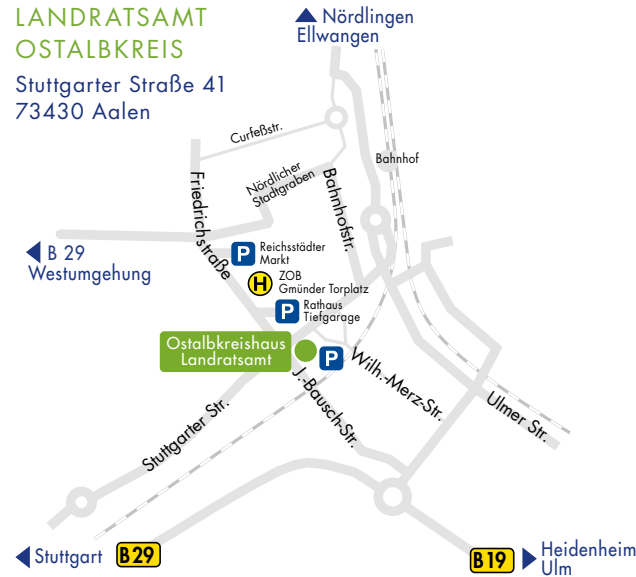 LANDRATSAMT
OSTALBKREIS
Stuttgarter Straße 41
73430 Aalen
Nördlingen
Ellwangen
Curfeßstr.
Bahnhof
Nördlicher
Stadtgraben
Bahnhofstr.
Friedrichstraße
B 29
Westumgehung
P
Reichsstädter
Markt
H
ZOB
Gmünder Torplatz
P
Rathaus
Tiefgarage
Ostalbkreishaus
Landratsamt
P
Wilh.-Merz-Str.
J.-Bausch-Str.
Stuttgarter Str.
Ulmer Str.
Stuttgart
B29
B19
Heidenheim
Ulm